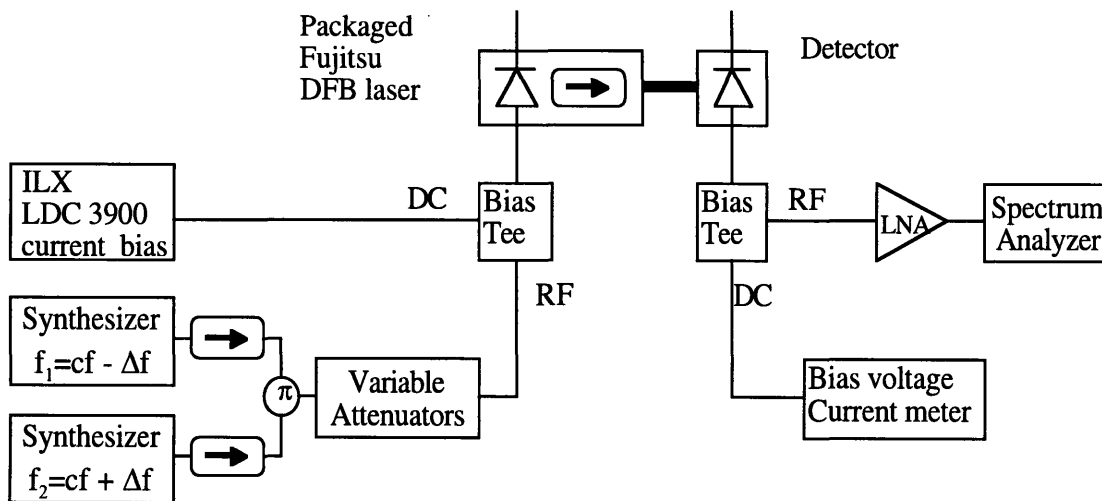 Packaged
Fujitsu
DFB laser
Detector
ILX
LDC 3900
current bias
DC
Bias
Tee
Bias
Tee
RF
LNA
Spectrum
Analyzer
RF
DC
Synthesizer
f₁=cf - Δf
π
Variable
Attenuators
Bias voltage
Current meter
Synthesizer
f₂=cf + Δf